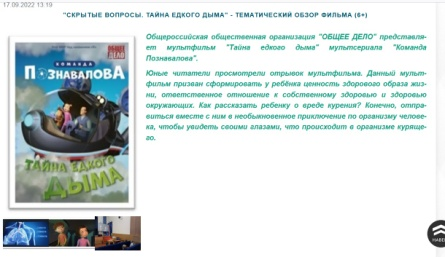 17.09.2022 13:19
"СКРЫТЫЕ ВОПРОСЫ. ТАЙНА ЕДКОГО ДЫМА" - ТЕМАТИЧЕСКИЙ ОБЗОР ФИЛЬМА (6+)
Общероссийская общественная организация "ОБЩЕЕ ДЕЛО" представля-
ет мультфильм "Тайна едкого дыма" мультсериала "Команда
Познавалова".
Юные читатели просмотрели отрывок мультфильма. Данный мульт-
фильм призван сформировать у ребёнка ценность здорового образа жиз-
ни, ответственное отношение к собственному здоровью и здоровью
окружающих. Как рассказать ребенку о вреде курения? Конечно, отпра-
виться вместе с ним в необыкновенное приключение по организму челове-
ка, чтобы увидеть своими глазами, что происходит в организме куряще-
го.
ОБЩЕЕ
ДЕЛО
КОМАНДА
ПОЗНАВАЛОВА
ТАЙНА ЕДКОГО
ДЫМА